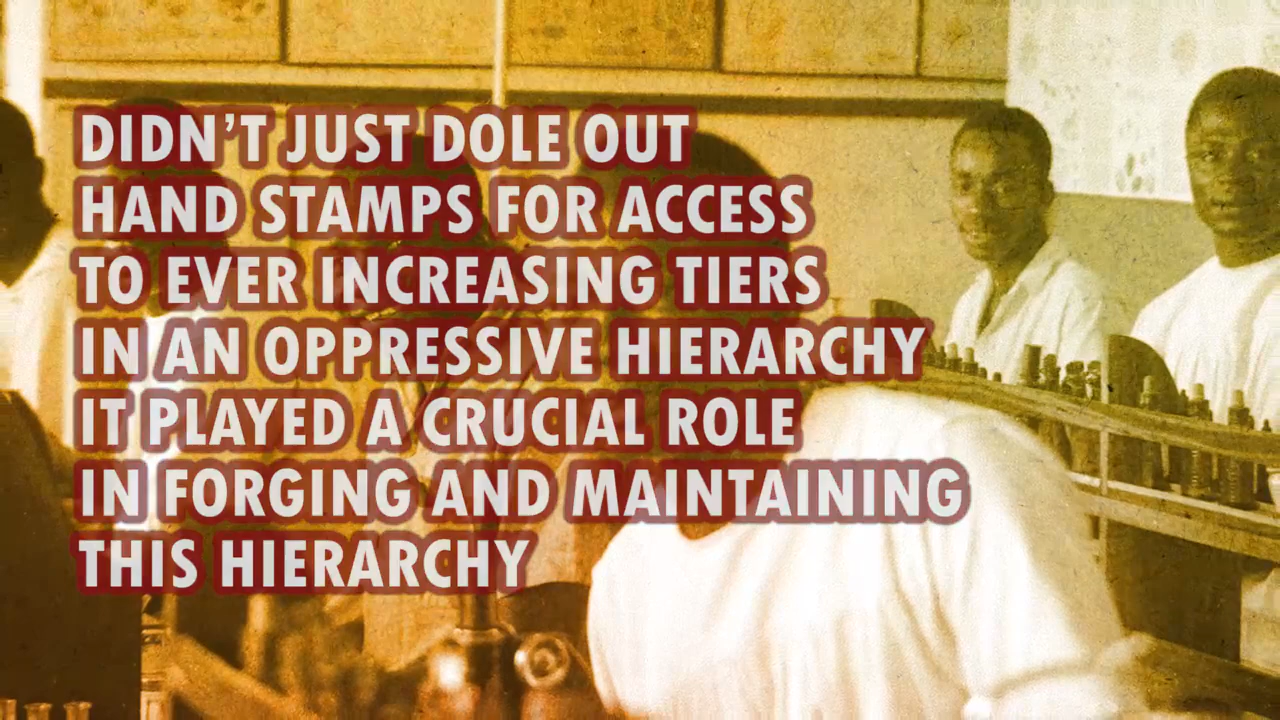 DIDN’T JUST DOLE OUT
HAND STAMPS FOR ACCESS
TO EVER INCREASING TIERS
IN AN OPPRESSIVE HIERARCHY
IT PLAYED A CRUCIAL ROLE
IN FORGING AND MAINTAINING
THIS HIERARCHY